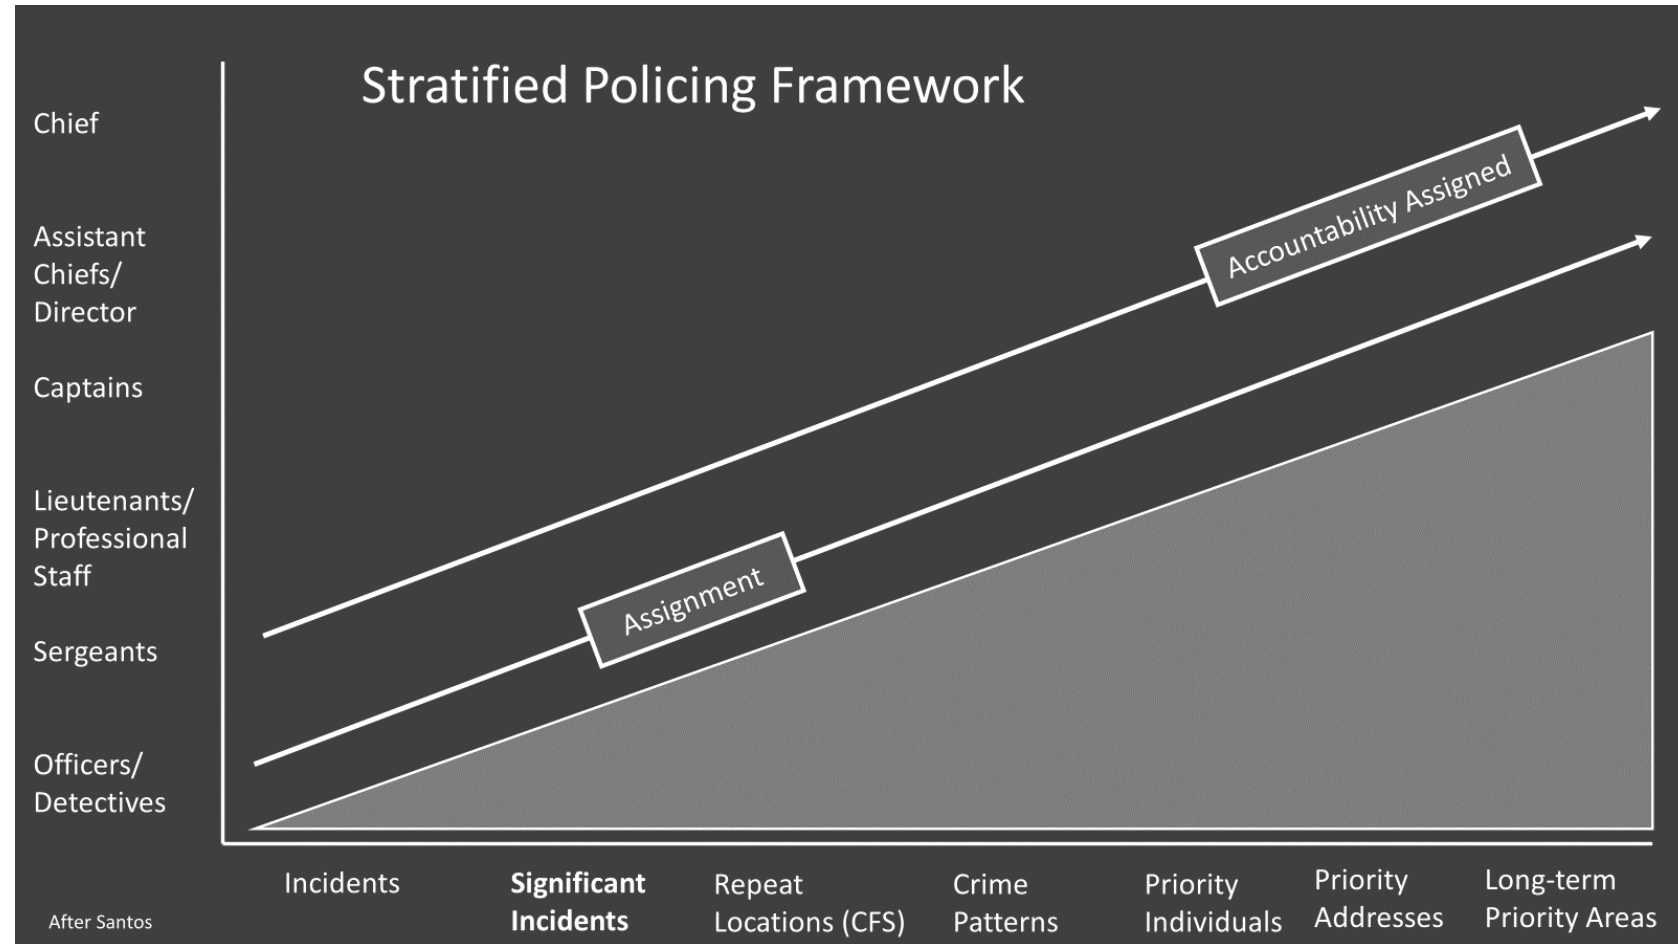 Stratified Policing Framework
Chief
Assistant
Chiefs/
Director
Captains
Lieutenants/
Professional
Staff
Sergeants
Officers/
Detectives
Accountability Assigned
Assignment
Incidents
Significant
Incidents
Repeat
Locations (CFS)
Crime
Patterns
Priority
Individuals
Priority
Addresses
Long-term
Priority Areas
After Santos